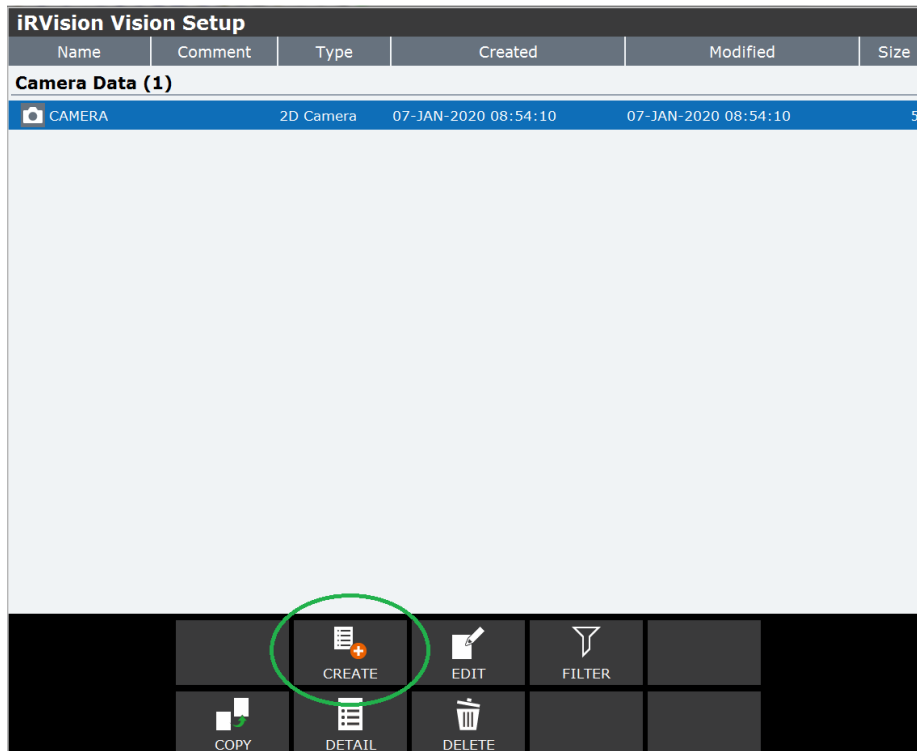 iRVision Vision Setup
Name Comment Type Created Modified Size
Camera Data (1)
CAMERA 2D Camera 07-JAN-2020 08:54:10 07-JAN-2020 08:54:10 5
CREATE EDIT FILTER
COPY DETAIL DELETE